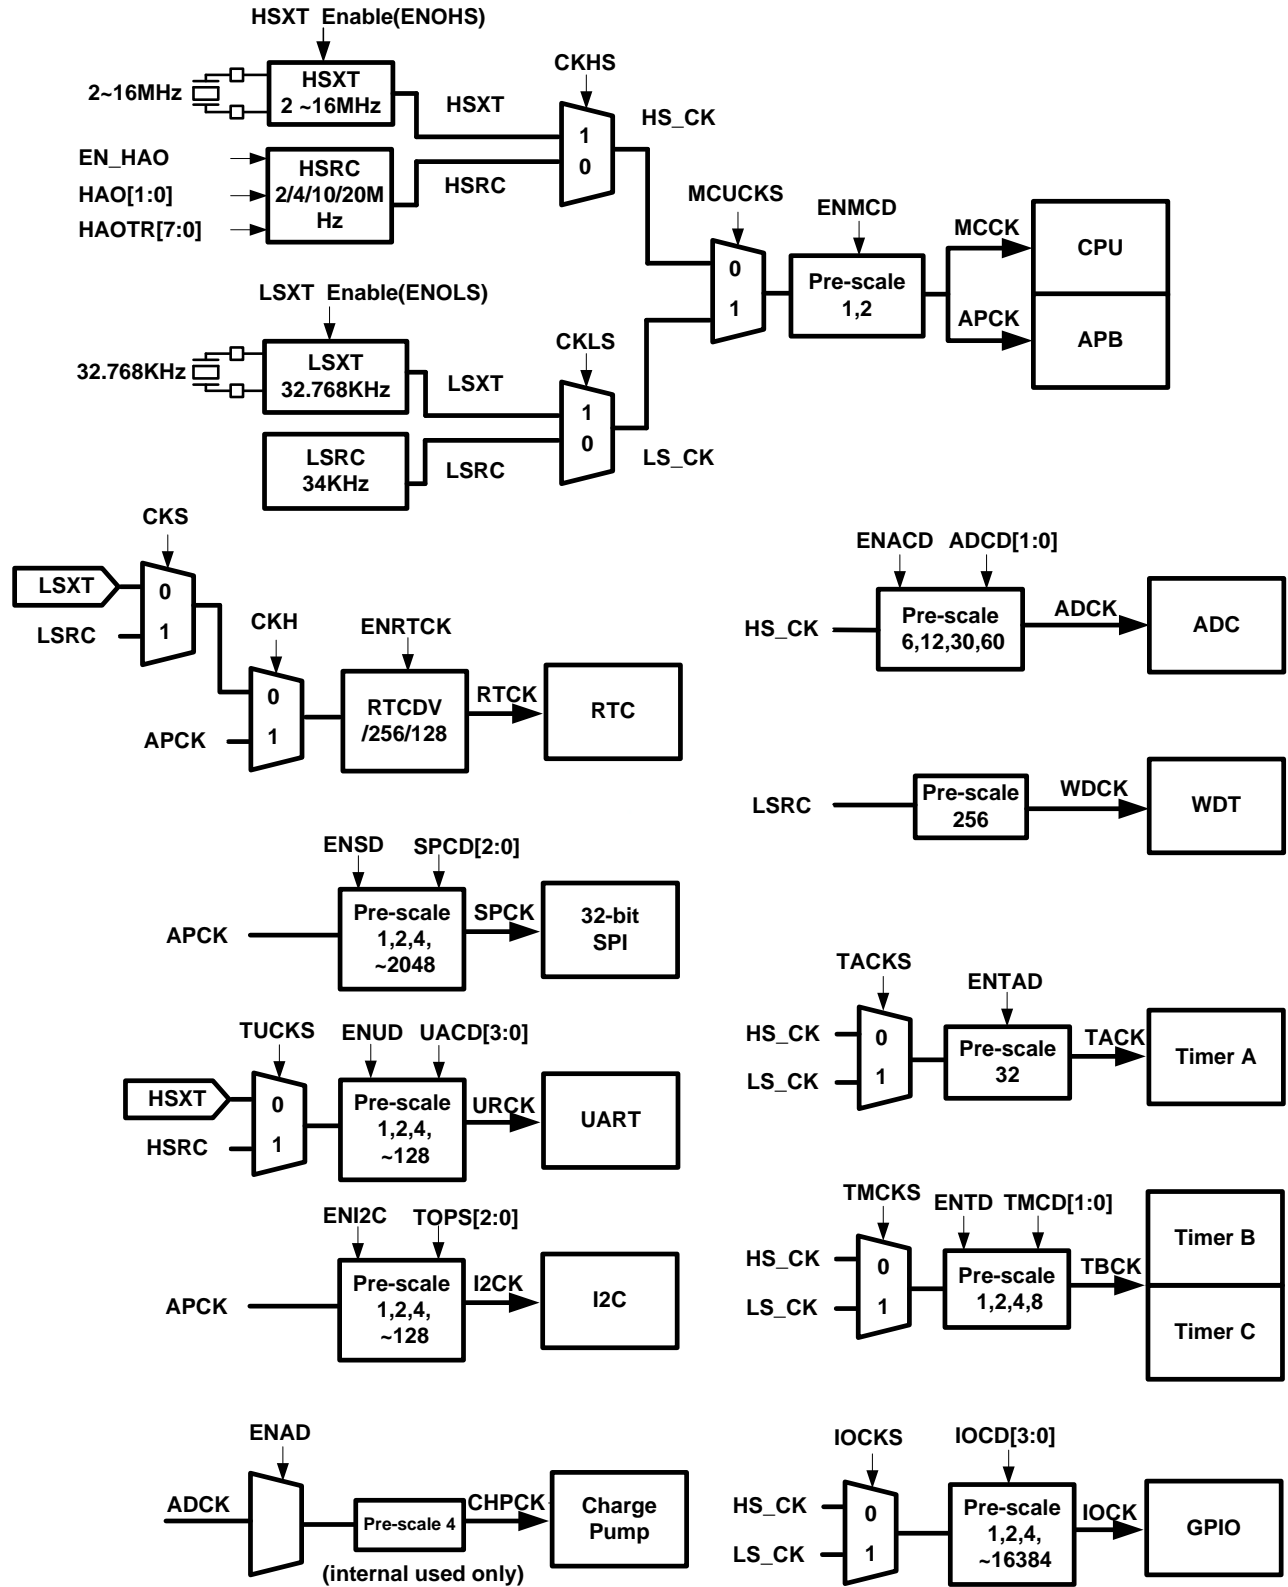 HSXT Enable(ENOHS)
2~16MHz
HSXT
2 ~16MHz
HSXT
CKHS
1
0
HS_CK
EN_HAO
HAO[1:0]
HAOTR[7:0]
HSRC
2/4/10/20M
Hz
HSRC
MCUCKS
0
1
ENMCD
Pre-scale
1,2
MCCK
CPU
APCK
APB
LSXT Enable(ENOLS)
32.768KHz
LSXT
32.768KHz
LSXT
CKLS
1
0
LS_CK
LSRC
34KHz
LSRC
CKS
LSXT
0
LSRC
1
CKH
0
APCK
1
ENRTCK
RTCDV
/256/128
RTCK
RTC
ENACD
ADCD[1:0]
HS_CK
Pre-scale
6,12,30,60
ADCK
ADC
LSRC
Pre-scale
256
WDCK
WDT
ENSD
SPCD[2:0]
APCK
Pre-scale
1,2,4,
~2048
SPCK
32-bit
SPI
TACKS
ENTAD
HS_CK
0
LS_CK
1
Pre-scale
32
TACK
Timer A
TUCKS
ENUD
UACD[3:0]
HSXT
0
HSRC
1
Pre-scale
1,2,4,
~128
URCK
UART
TMCKS
ENTD
TMCD[1:0]
HS_CK
0
LS_CK
1
Pre-scale
1,2,4,8
TBCK
Timer B
Timer C
ENI2C
TOPS[2:0]
APCK
Pre-scale
1,2,4,
~128
I2CK
I2C
ENAD
ADCK
Pre-scale 4
(internal used only)
CHPCK
Charge
Pump
IOCKS
IOCD[3:0]
HS_CK
0
LS_CK
1
Pre-scale
1,2,4,
~16384
IOCK
GPIO